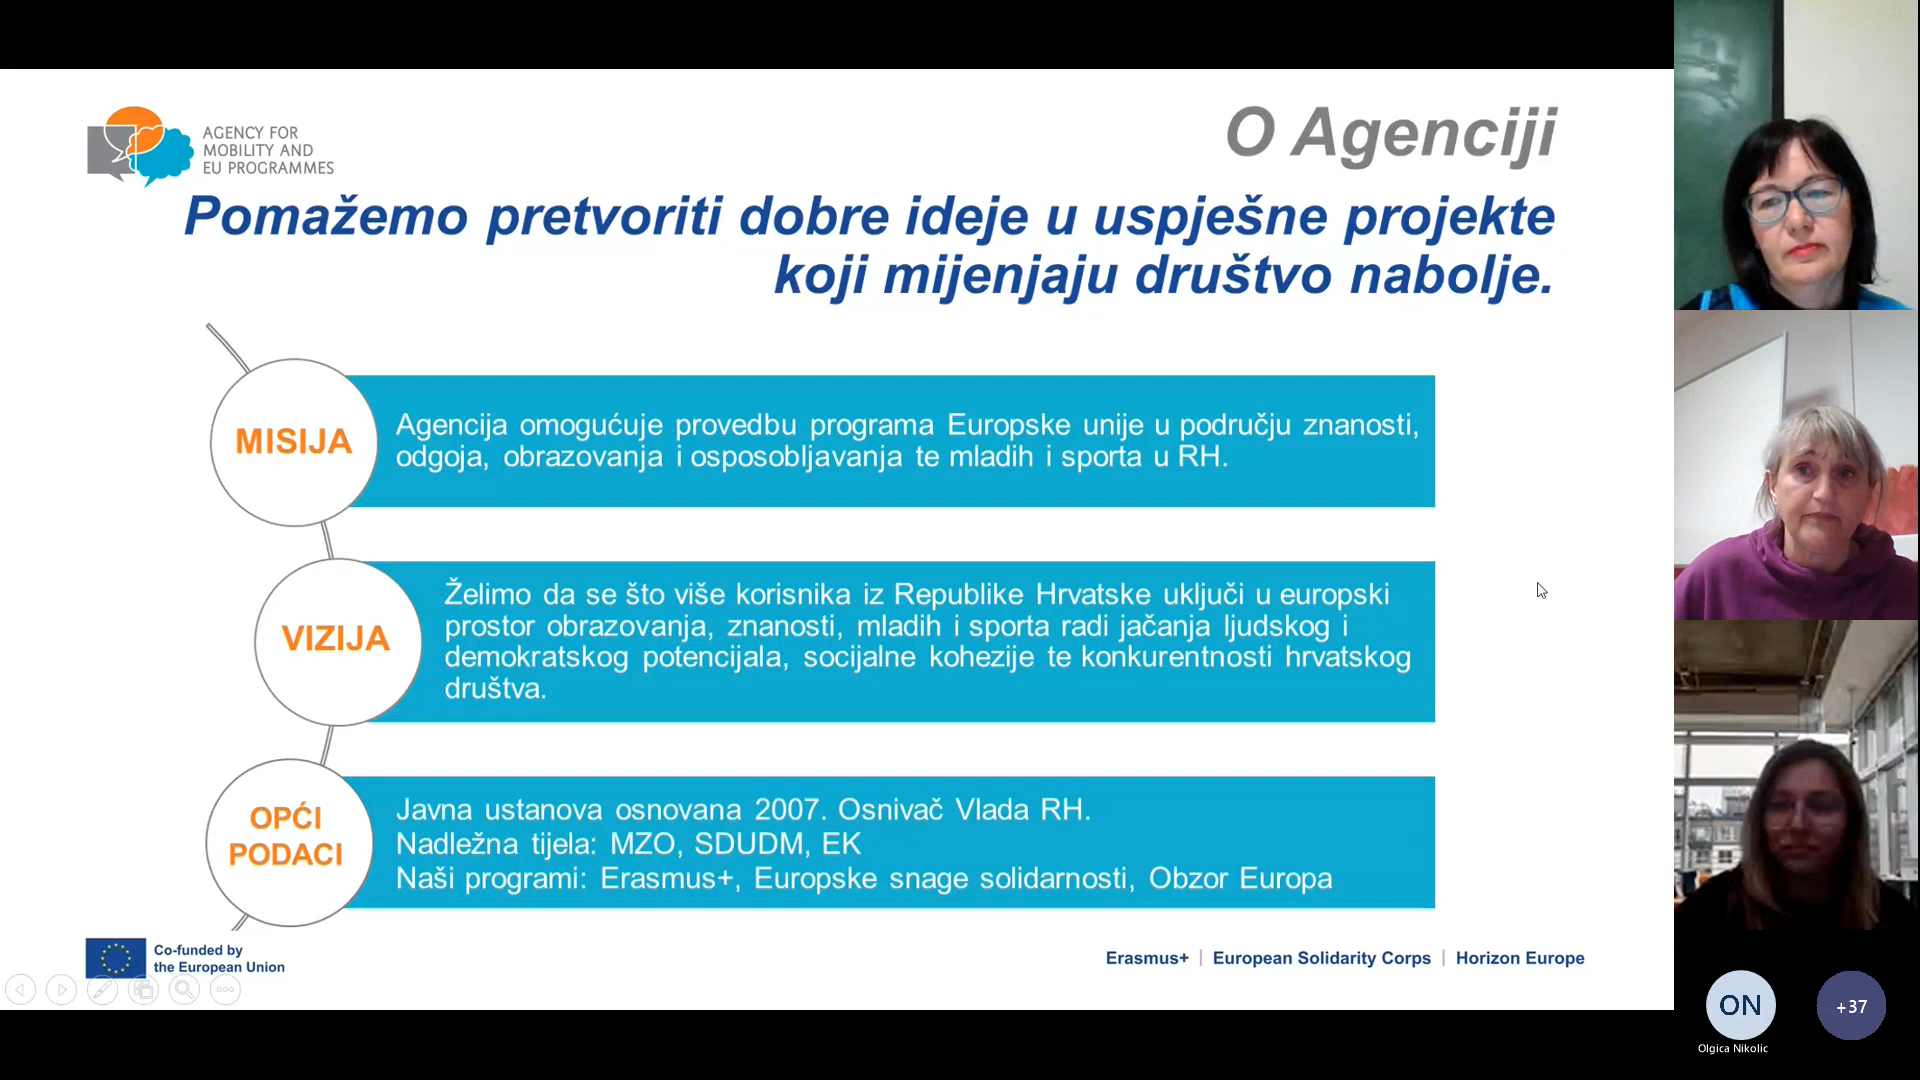 AGENCY FOR
MOBILITY AND
EU PROGRAMMES
O Agenciji
Pomažemo pretvoriti dobre ideje u uspješne projekte
koji mijenjaju društvo nabolje.
MISIJA
Agencija omogućuje provedbu programa Europske unije u području znanosti,
odgoja, obrazovanja i osposobljavanja te mladih i sporta u RH.
VIZIJA
Želimo da se što više korisnika iz Republike Hrvatske uključi u europski
prostor obrazovanja, znanosti, mladih i sporta radi jačanja ljudskog i
demokratskog potencijala, socijalne kohezije te konkurentnosti hrvatskog
društva.
OPĆI
PODACI
Javna ustanova osnovana 2007. Osnivač Vlada RH.
Nadležna tijela: MZO, SDUDM, EK
Naši programi: Erasmus+, Europske snage solidarnosti, Obzor Europa
Co-funded by
the European Union
Erasmus+ | European Solidarity Corps | Horizon Europe
ON
+37
Olgica Nikolic